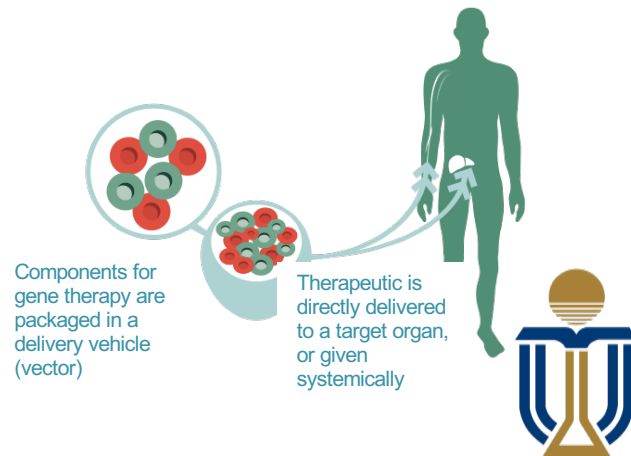 Components for
gene therapy are
packaged in a
delivery vehicle
(vector)
Therapeutic is
directly delivered
to a target organ,
or given
systemically